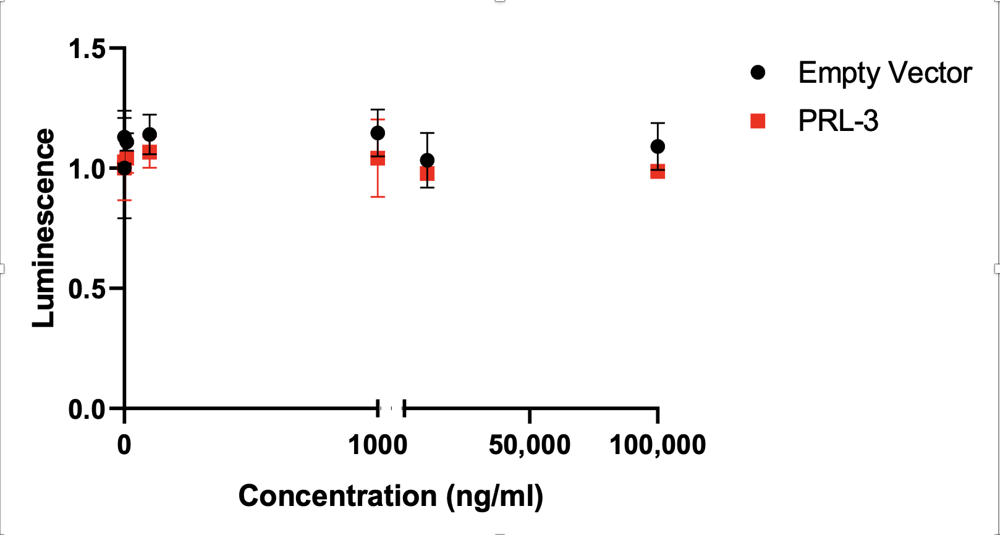 1.5
1.0
0.5
0.0
Luminescence
0
1000
50,000
100,000
Concentration (ng/ml)
Empty Vector
PRL-3